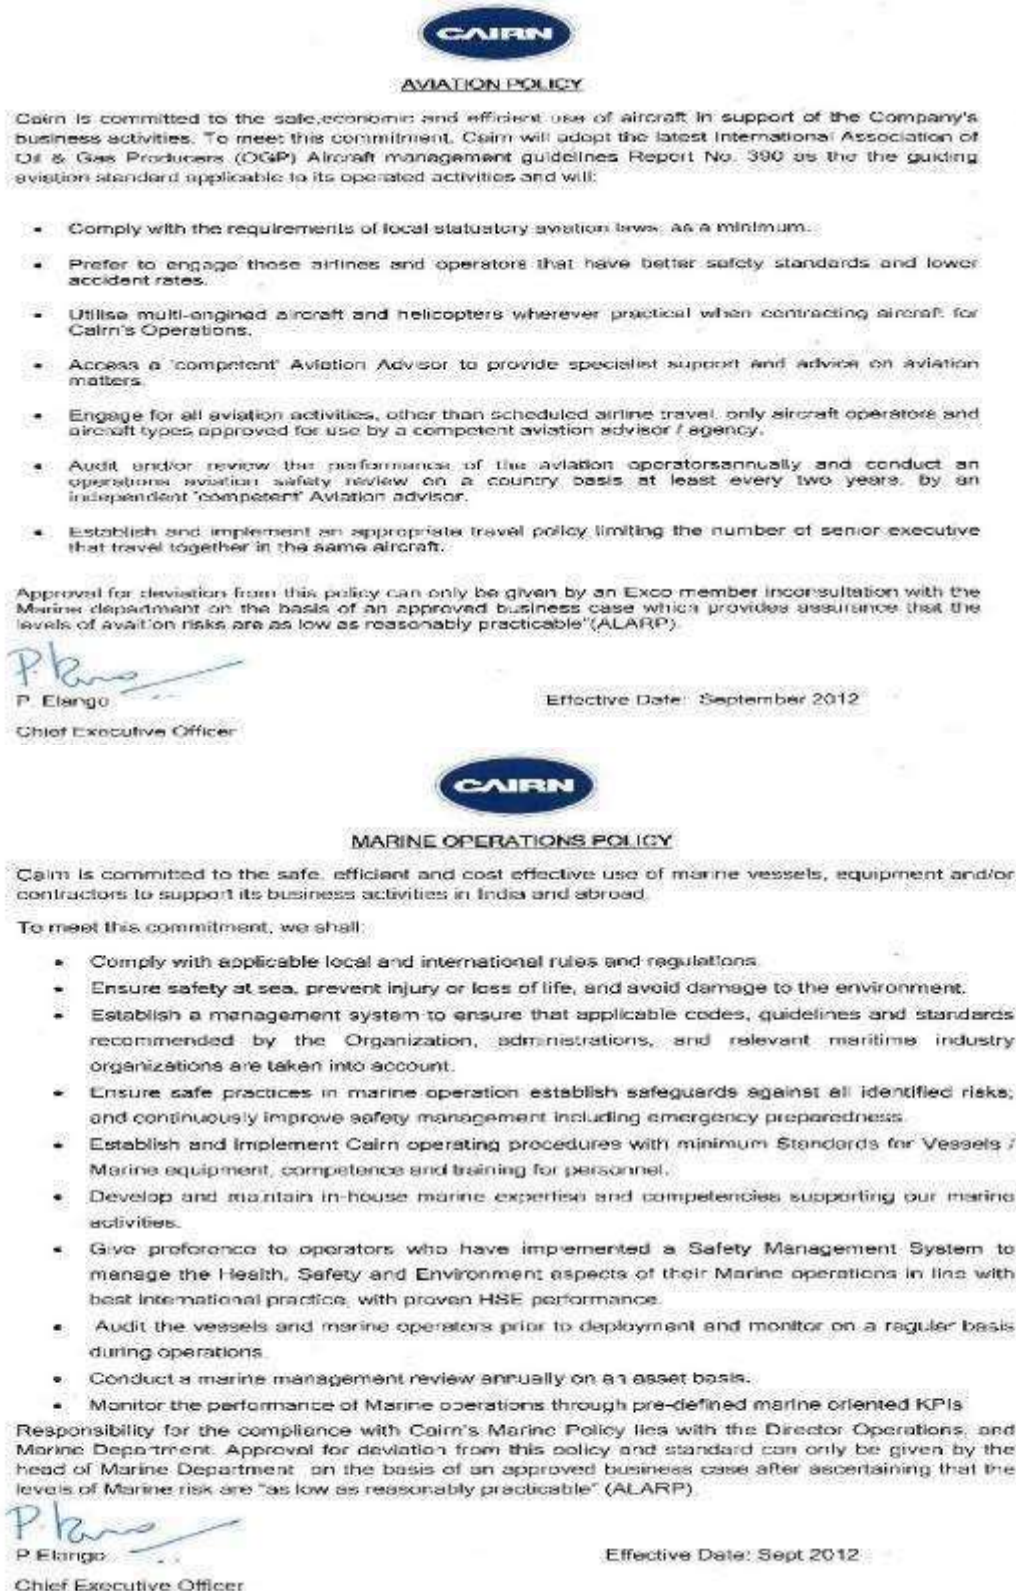 CAIRN
AVIATION POLICY
Cairn is committed to the safe,economic and efficient use of aircraft in support of the Company's
business activities. To meet this commitment, Cairn will adopt the latest International Association of
Oil & Gas Producers (OGP) Aircraft management guidelines Report No. 390 as the the guiding
aviation standard applicable to its operated activities and will:
• Comply with the requirements of local statuatory aviation laws, as a minimum.
• Prefer to engage those airlines and operators that have better safety standards and lower
accident rates.
• Utilise multi-engined aircraft and helicopters wherever practical when contracting aircraft for
Cairn's Operations.
• Access a 'competent' Aviation Advisor to provide specialist support and advice on aviation
matters.
• Engage for all aviation activities, other than scheduled airline travel, only aircraft operators and
aircraft types approved for use by a competent aviation advisor / agency.
• Audit and/or review the performance of the aviation operatorsannually and conduct an
operations aviation safety review on a country basis at least every two years, by an
independent 'competent' Aviation advisor.
• Establish and implement an appropriate travel policy limiting the number of senior executive
that travel together in the same aircraft.
Approval for deviation from this policy can only be given by an Exco member inconsultation with the
Marine department on the basis of an approved business case which provides assurance that the
levels of avaition risks are as low as reasonably practicable"(ALARP).
P. Elango
Effective Date: September 2012
Chief Executive Officer
CAIRN
MARINE OPERATIONS POLICY
Cairn is committed to the safe, efficient and cost effective use of marine vessels, equipment and/or
contractors to support its business activities in India and abroad.
To meet this commitment, we shall:
• Comply with applicable local and international rules and regulations.
• Ensure safety at sea, prevent injury or loss of life, and avoid damage to the environment.
• Establish a management system to ensure that applicable codes, guidelines and standards
recommended by the Organization, administrations, and relevant maritime industry
organizations are taken into account.
• Ensure safe practices in marine operation establish safeguards against all identified risks;
and continuously improve safety management including emergency preparedness.
• Establish and Implement Cairn operating procedures with minimum Standards for Vessels /
Marine equipment, competence and training for personnel.
• Develop and maintain in-house marine expertise and competencies supporting our marine
activities.
• Give preference to operators who have implemented a Safety Management System to
manage the Health, Safety and Environment aspects of their Marine operations in line with
best International practice, with proven HSE performance.
• Audit the vessels and marine operators prior to deployment and monitor on a regular basis
during operations.
• Conduct a marine management review annually on an asset basis.
• Monitor the performance of Marine operations through pre-defined marine oriented KPIs
Responsibility for the compliance with Cairn's Marine Policy lies with the Director Operations, and
Marine Department. Approval for deviation from this policy and standard can only be given by the
head of Marine Department on the basis of an approved business case after ascertaining that the
levels of Marine risk are "as low as reasonably practicable" (ALARP).
P Elango
Effective Date: Sept 2012
Chief Executive Officer